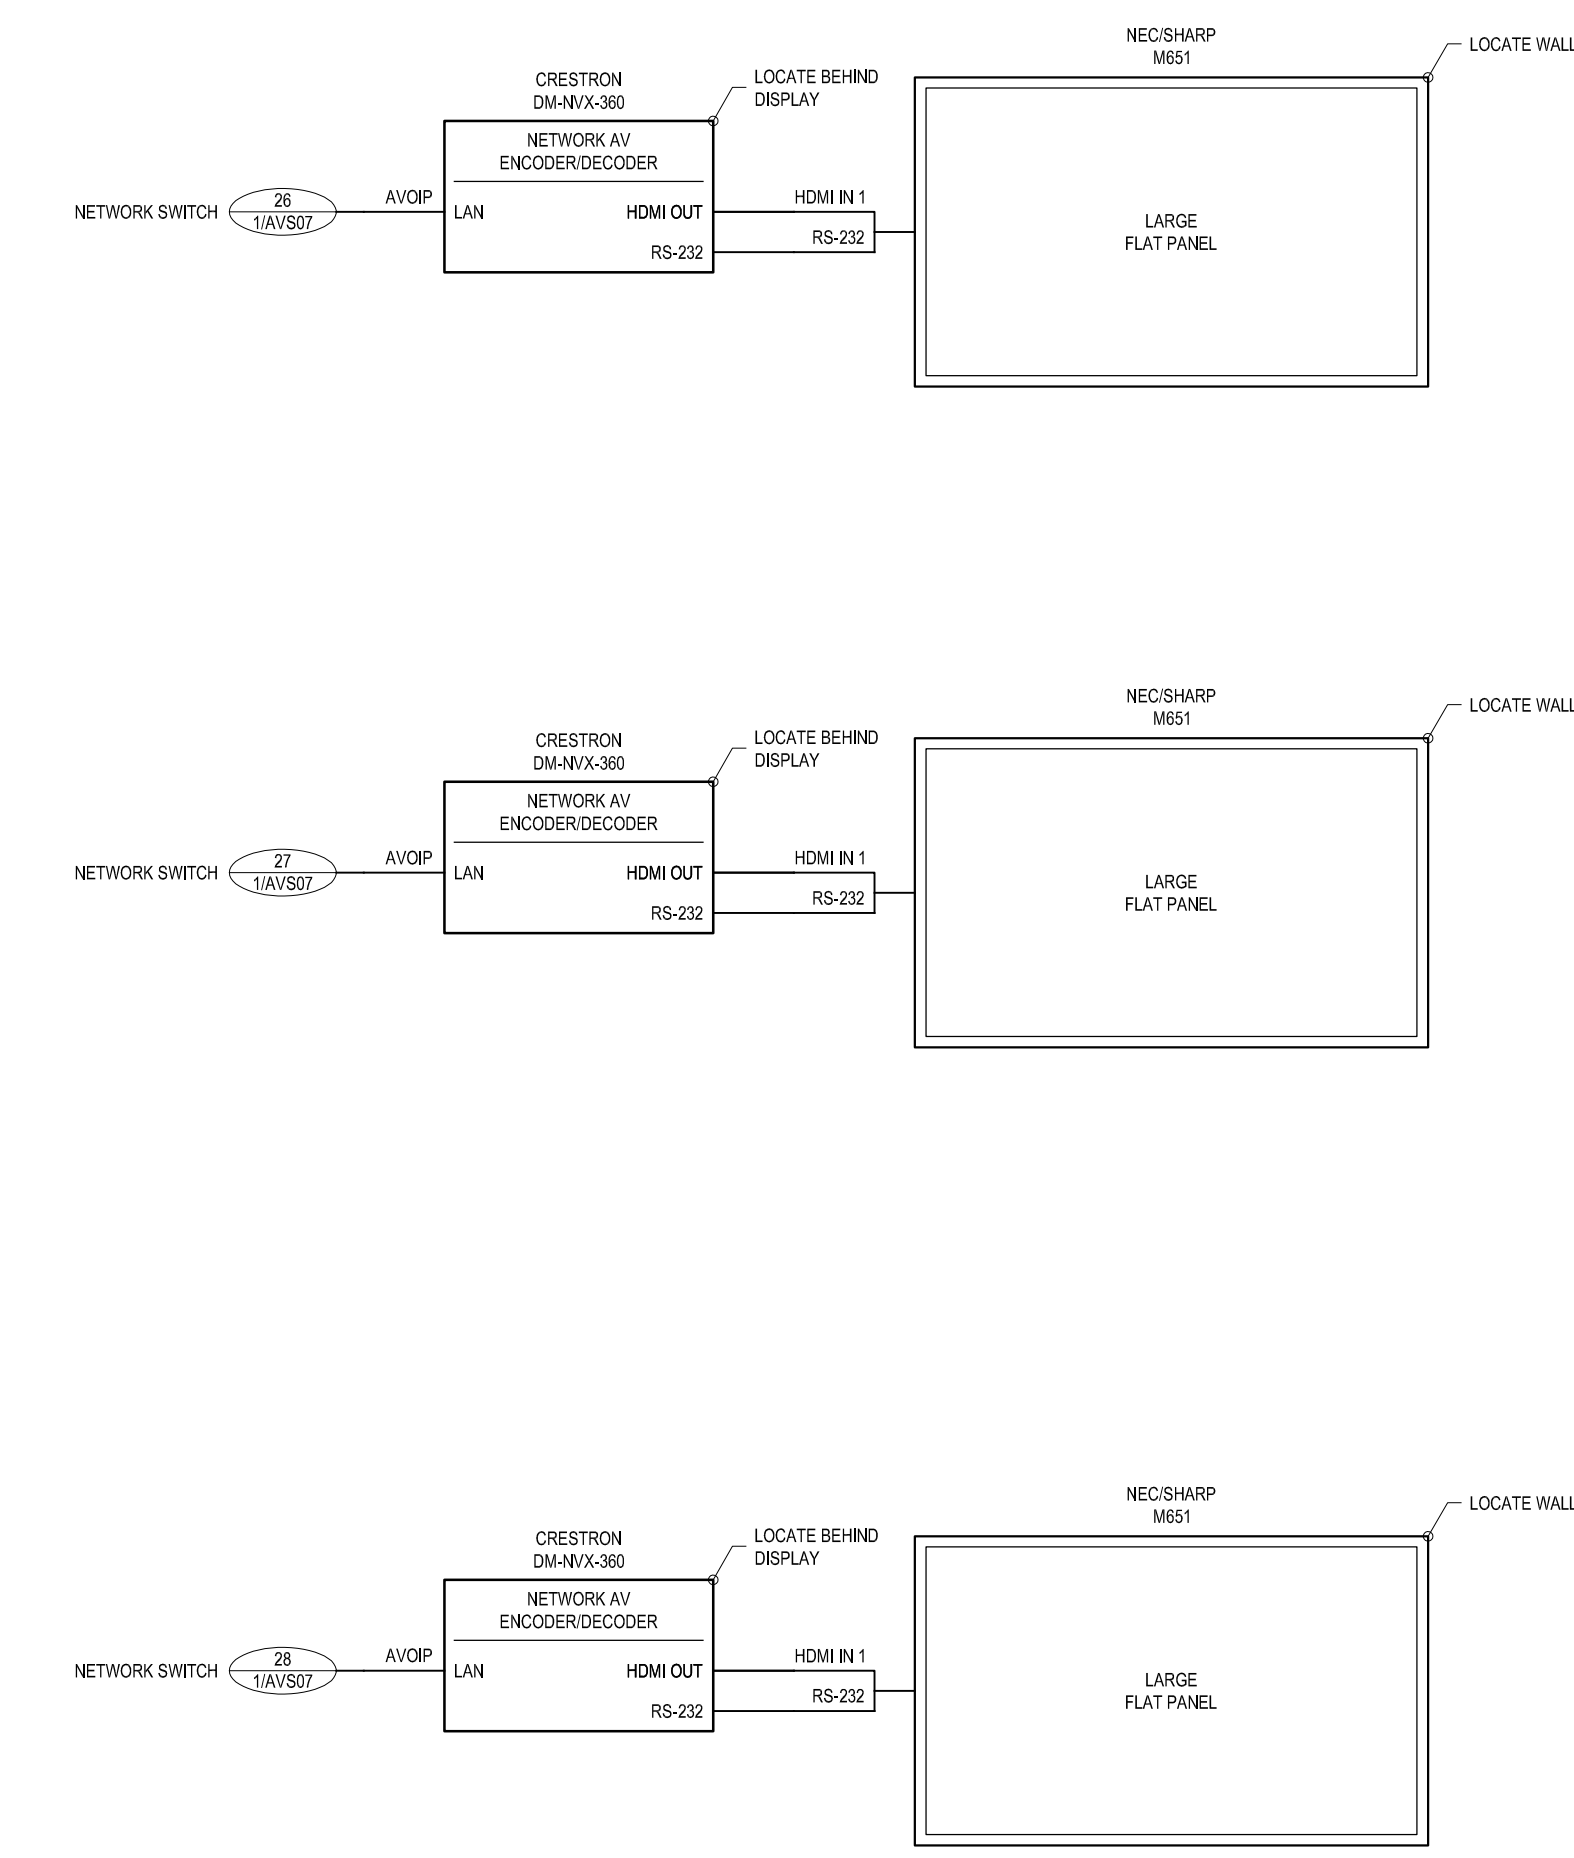 NEC/SHARP
M651
LOCATE WALL
CRESTRON
DM-NVX-360
LOCATE BEHIND
DISPLAY
NETWORK AV
ENCODER/DECODER
NETWORK SWITCH
26
1/AVS07
AVOIP
LAN
HDMI OUT
RS-232
HDMI IN 1
RS-232
LARGE
FLAT PANEL
NEC/SHARP
M651
LOCATE WALL
CRESTRON
DM-NVX-360
LOCATE BEHIND
DISPLAY
NETWORK AV
ENCODER/DECODER
NETWORK SWITCH
27
1/AVS07
AVOIP
LAN
HDMI OUT
RS-232
HDMI IN 1
RS-232
LARGE
FLAT PANEL
NEC/SHARP
M651
LOCATE WALL
CRESTRON
DM-NVX-360
LOCATE BEHIND
DISPLAY
NETWORK AV
ENCODER/DECODER
NETWORK SWITCH
28
1/AVS07
AVOIP
LAN
HDMI OUT
RS-232
HDMI IN 1
RS-232
LARGE
FLAT PANEL